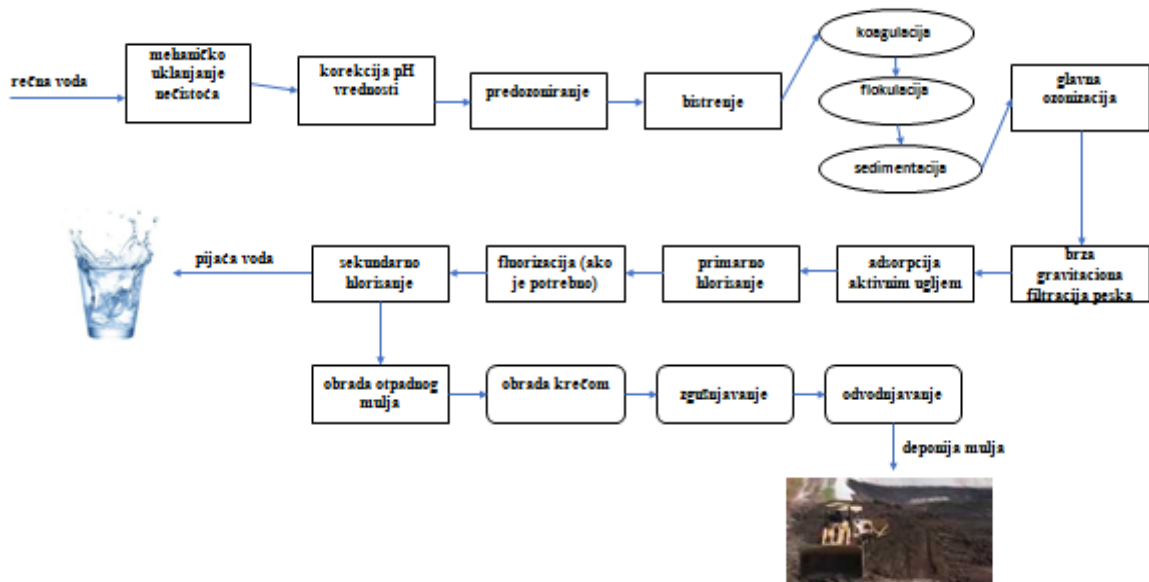 rečna voda
mehaničko
uklanjanje
nečistoća
korekcija pH
vrednosti
predozoniranje
bistrenje
koagulacija
flokulacija
sedimentacija
glavna
ozonizacija
brza
gravitaciona
filtracija peska
adsorpcija
aktivnim ugljem
primarno
hlorisanje
fluorizacija (ako
je potrebno)
sekundarno
hlorisanje
pijaća voda
obrada otpadnog
mulja
obrada krečom
zgušnjavanje
odvodnjavanje
deponija mulja